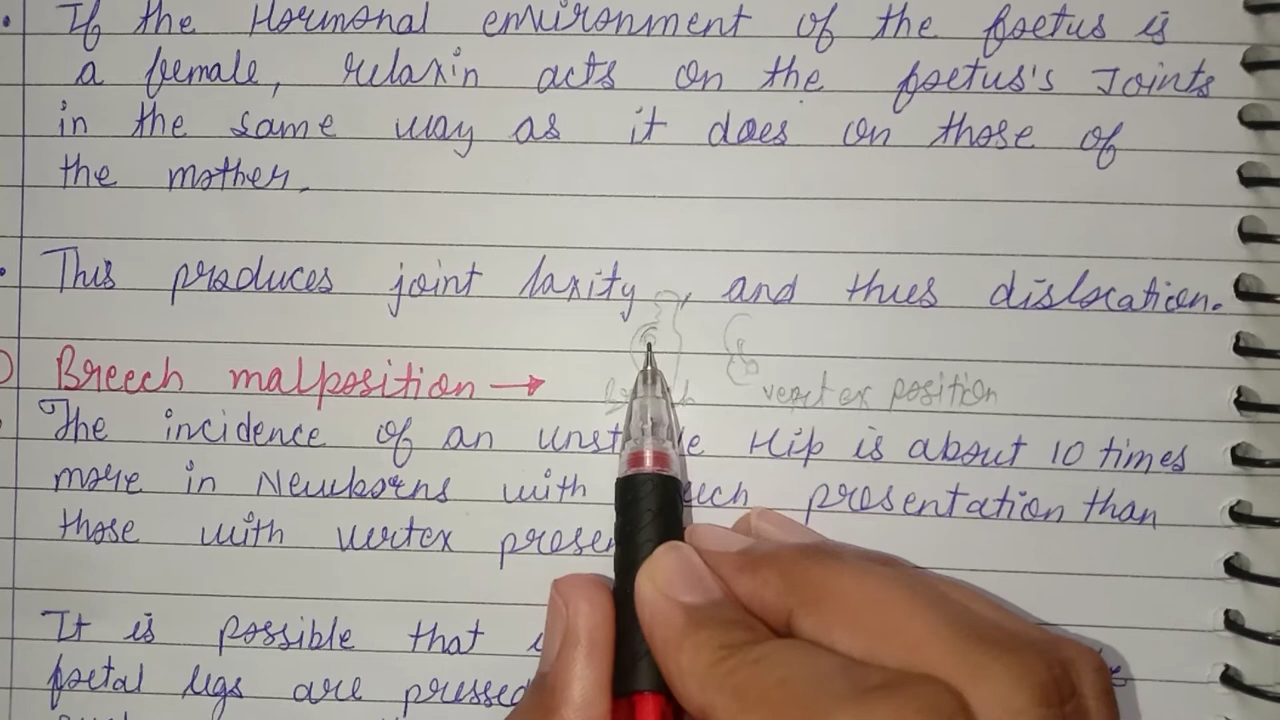 If the Hormonal environment of the foetus is
a female, relaxin acts on the foetus's Joints
in the same way as it does on those of
the mother.
This produces joint laxity, and thus dislocation.
Breech malposition →
vertex position
The incidence of an Hip is about 10 times
more in Newborns with presentation than
those with vertex
It is possible that
foetal legs are pressed